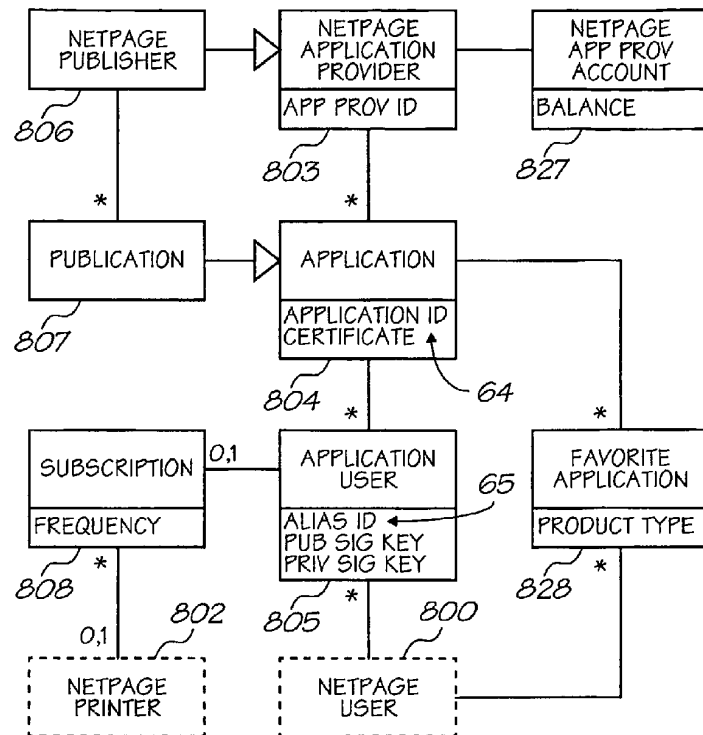 NETPAGE
PUBLISHER
806
NETPAGE
APPLICATION
PROVIDER
APP PROV ID
803
NETPAGE
APP PROV
ACCOUNT
BALANCE
827
*
*
PUBLICATION
807
APPLICATION
APPLICATION ID
CERTIFICATE
804
64
*
*
SUBSCRIPTION
FREQUENCY
808
0,1
APPLICATION
USER
65
ALIAS ID
PUB SIG KEY
PRIV SIG KEY
805
FAVORITE
APPLICATION
PRODUCT TYPE
828
*
*
*
802
800
0,1
NETPAGE
PRINTER
NETPAGE
USER